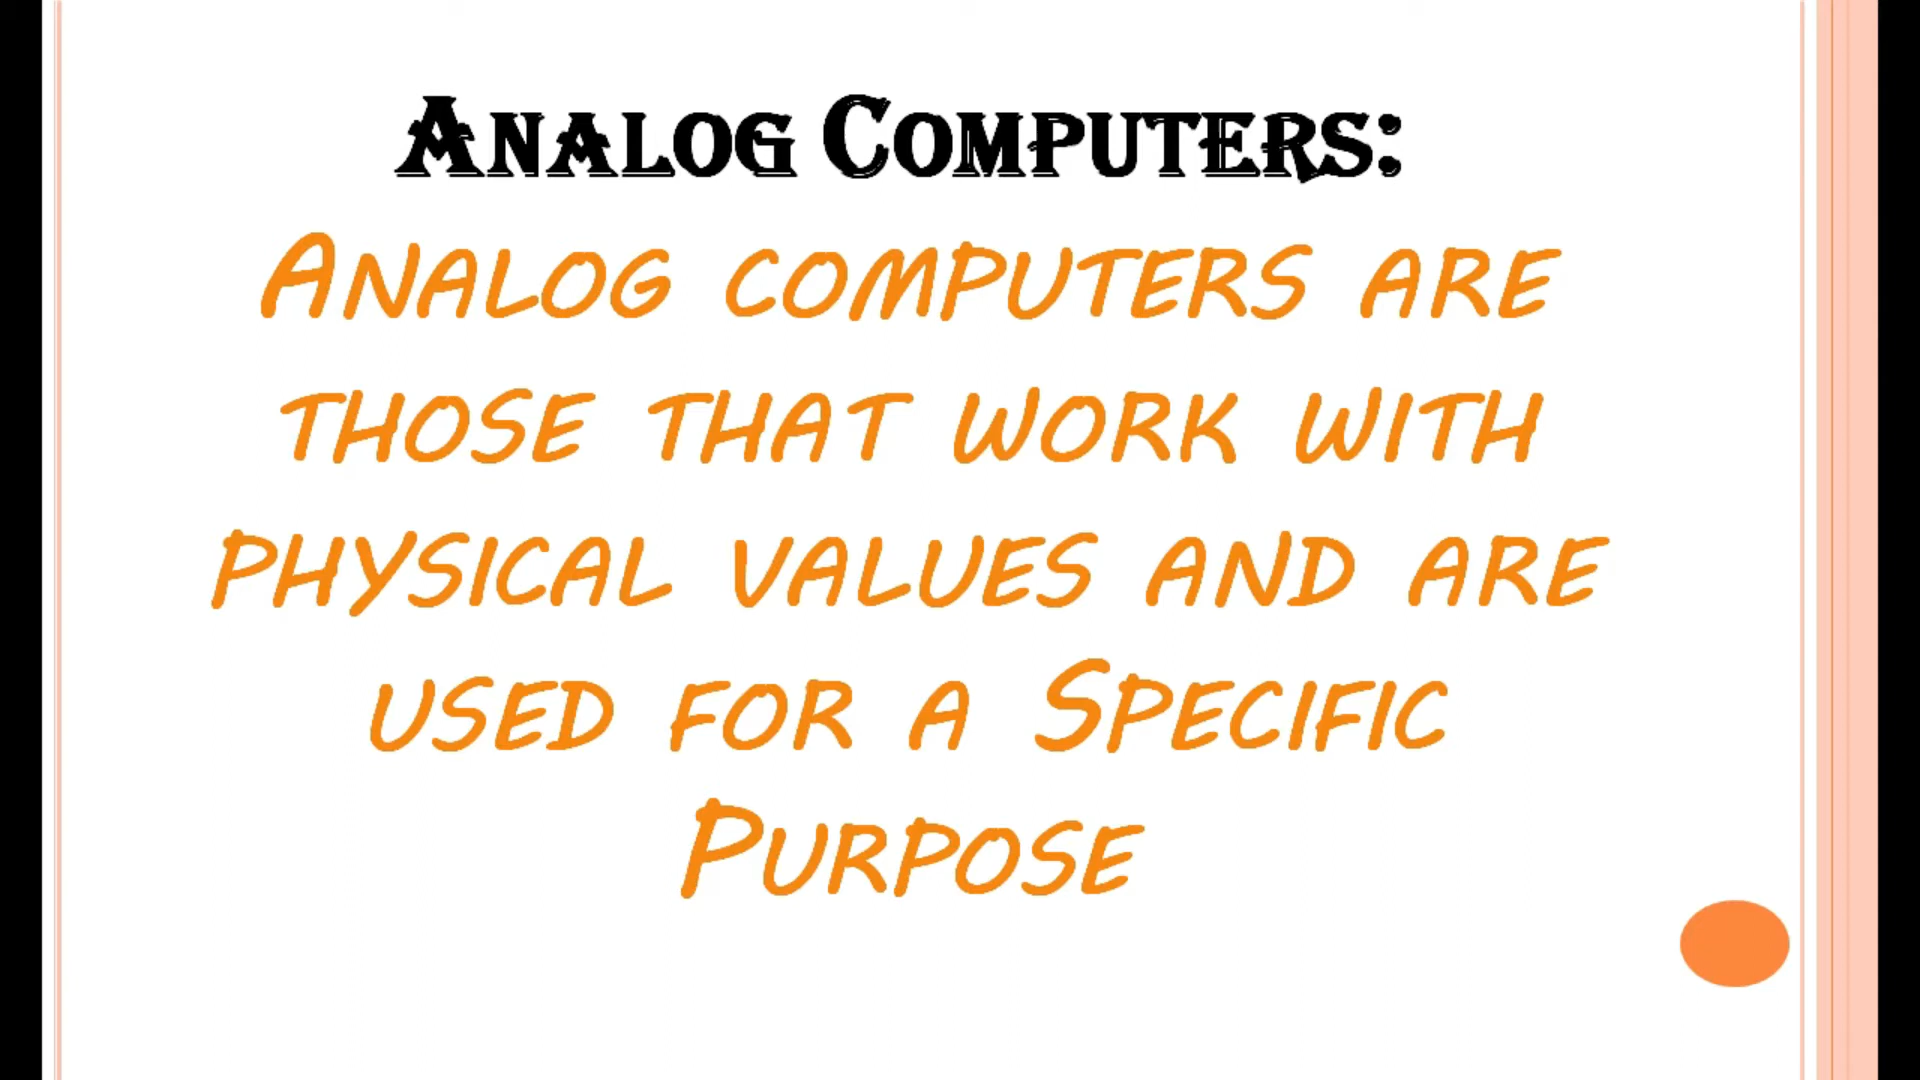 Analog Computers:
Analog computers are
those that work with
physical values and are
used for a Specific
Purpose